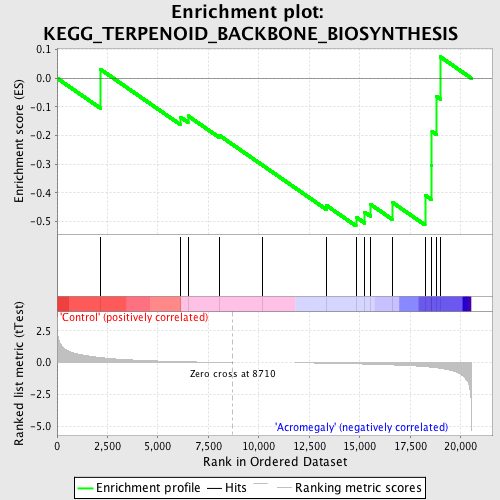 Enrichment plot:
KEGG_TERPENOID_BACKBONE_BIOSYNTHESIS
Enrichment score (ES)
0.1
0.0
-0.1
-0.2
-0.3
-0.4
-0.5
'Control' (positively correlated)
Ranked list metric (tTest)
2.5
0.0
-2.5
-5.0
Zero cross at 8710
'Acromegaly' (negatively correlated)
0 2,500 5,000 7,500 10,000 12,500 15,000 17,500 20,000
Rank in Ordered Dataset
Enrichment profile Hits Ranking metric scores